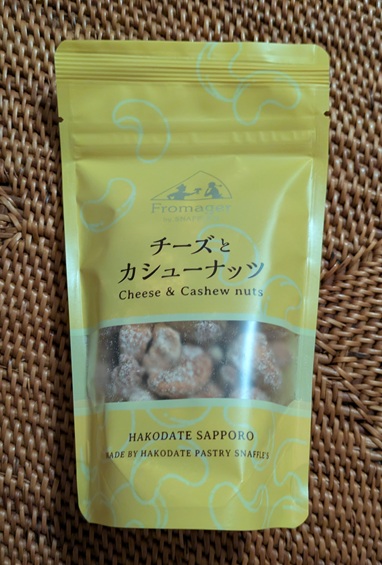 Fromager
チーズと
カシューナッツ
Cheese & Cashew nuts
HAKODATE SAPPORO
MADE BY HAKODATE PASTRY SNAFFLE'S